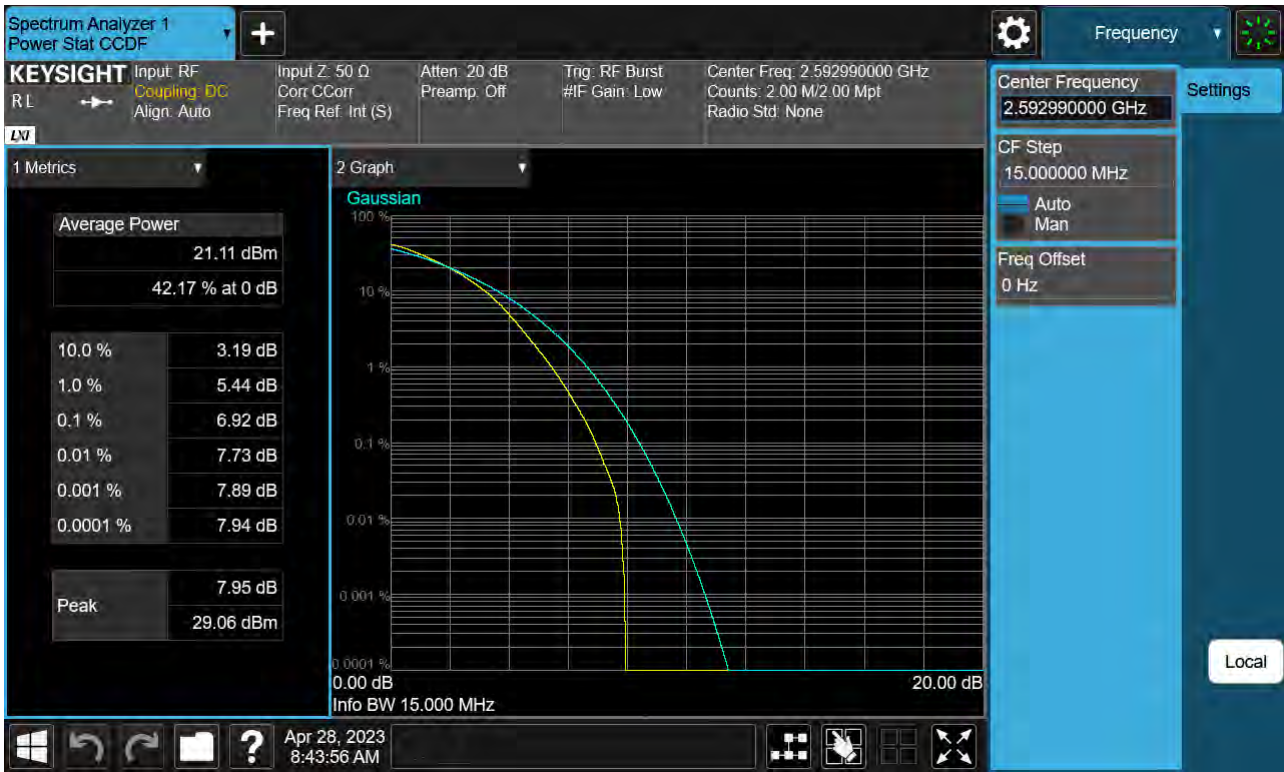 Spectrum Analyzer 1
Power Stat CCDF
Frequency
KEYSIGHT
R L
LXI
Input: RF
Coupling: DC
Align: Auto
Input Z: 50 Ω
Corr CCorr
Freq Ref: Int (S)
Atten: 20 dB
Preamp: Off
Trig: RF Burst
#IF Gain: Low
Center Freq: 2.592990000 GHz
Counts: 2.00 M/2.00 Mpt
Radio Std: None
Center Frequency
2.592990000 GHz
Settings
CF Step
15.000000 MHz
Auto
Man
Freq Offset
0 Hz
Local
1 Metrics
Average Power
21.11 dBm
42.17 % at 0 dB
10.0 % 3.19 dB
1.0 % 5.44 dB
0.1 % 6.92 dB
0.01 % 7.73 dB
0.001 % 7.89 dB
0.0001 % 7.94 dB
Peak
7.95 dB
29.06 dBm
2 Graph
Gaussian
100 %
10 %
1 %
0.1 %
0.01 %
0.001 %
0.0001 %
0.00 dB 20.00 dB
Info BW 15.000 MHz
?
Apr 28, 2023
8:43:56 AM